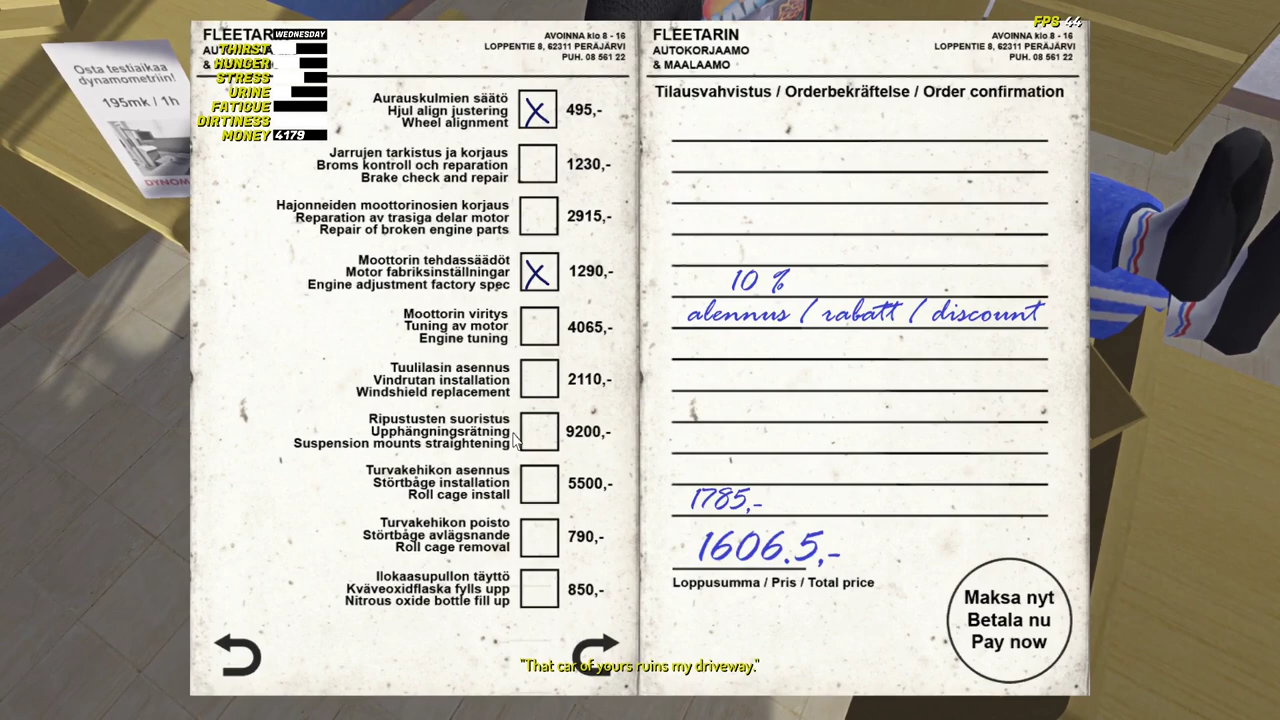 Osta testiaikaa
dynamometriin!
195mk / 1h
FLEETAR
WEDNESDAY
THIRST
HUNGER
STRESS
URINE
FATIGUE
DIRTINESS
MONEY 4179
AVOINNA klo 8 - 16
LOPPENTIE 8, 62311 PERÄJÄRVI
PUH. 08 561 22
Aurauskulmien säätö
Hjul align justering
Wheel alignment
495,-
Jarrujen tarkistus ja korjaus
Broms kontroll och reparation
Brake check and repair
1230,-
Hajonneiden moottorinosien korjaus
Reparation av trasiga delar motor
Repair of broken engine parts
2915,-
Moottorin tehdassäädöt
Motor fabriksinställningar
Engine adjustment factory spec
1290,-
Moottorin viritys
Tuning av motor
Engine tuning
4065,-
Tuulilasin asennus
Vindrutan installation
Windshield replacement
2110,-
Ripustusten suoristus
Upphängningsrätning
Suspension mounts straightening
9200,-
Turvakehikon asennus
Störtbåge installation
Roll cage install
5500,-
Turvakehikon poisto
Störtbåge avlägsnande
Roll cage removal
790,-
Ilokaasupullon täyttö
Kväveoxidflaska fylls upp
Nitrous oxide bottle fill up
850,-
FLEETARIN
AUTOKORJAAMO
& MAALAAMO
AVOINNA klo 8 - 16
LOPPENTIE 8, 62311 PERÄJÄRVI
PUH. 08 561 22
FPS 44
Tilausvahvistus / Orderbekräftelse / Order confirmation
10 %
alennus / rabatt / discount
1785,-
1606.5,-
Loppusumma / Pris / Total price
Maksa nyt
Betala nu
Pay now
"That car of yours ruins my driveway."